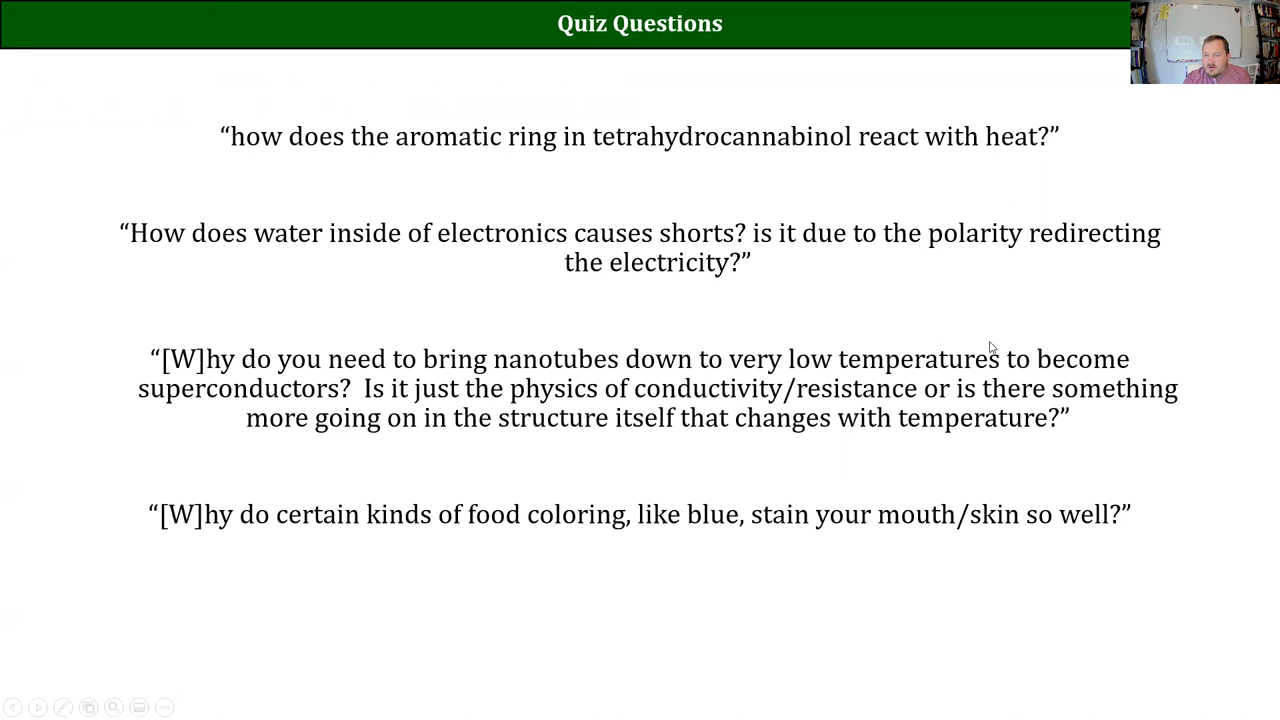 Quiz Questions
“how does the aromatic ring in tetrahydrocannabinol react with heat?”
“How does water inside of electronics causes shorts? is it due to the polarity redirecting
the electricity?”
“[W]hy do you need to bring nanotubes down to very low temperatures to become
superconductors?  Is it just the physics of conductivity/resistance or is there something
more going on in the structure itself that changes with temperature?”
“[W]hy do certain kinds of food coloring, like blue, stain your mouth/skin so well?”